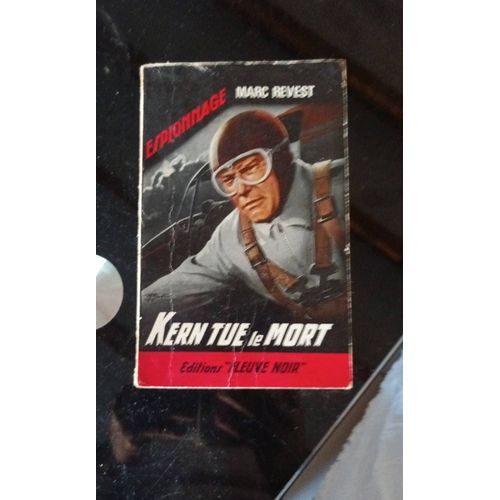 ESPIONNAGE
MARC REVEST
KERN TUE le MORT
Editions "FLEUVE NOIR"